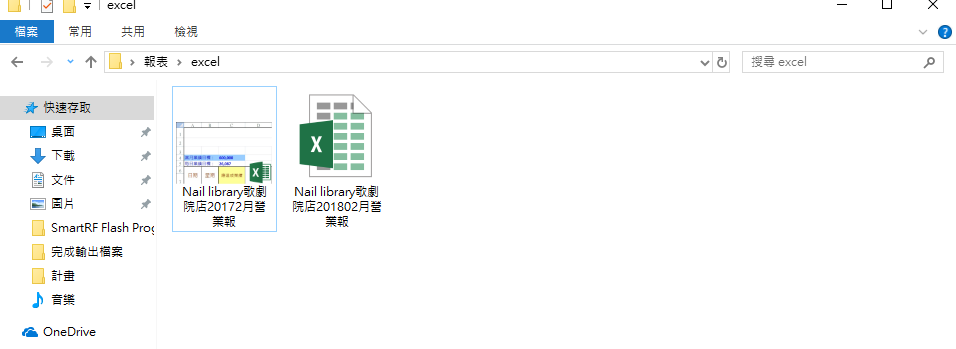 excel
檔案 常用 共用 檢視
報表 excel
搜尋 excel
快速存取
桌面
下載
文件
圖片
SmartRF Flash Prog
完成輸出檔案
計畫
音樂
OneDrive
A B C D
Nail library歌劇
院店20172月營
業報
Nail library歌劇
院店201802月營
業報